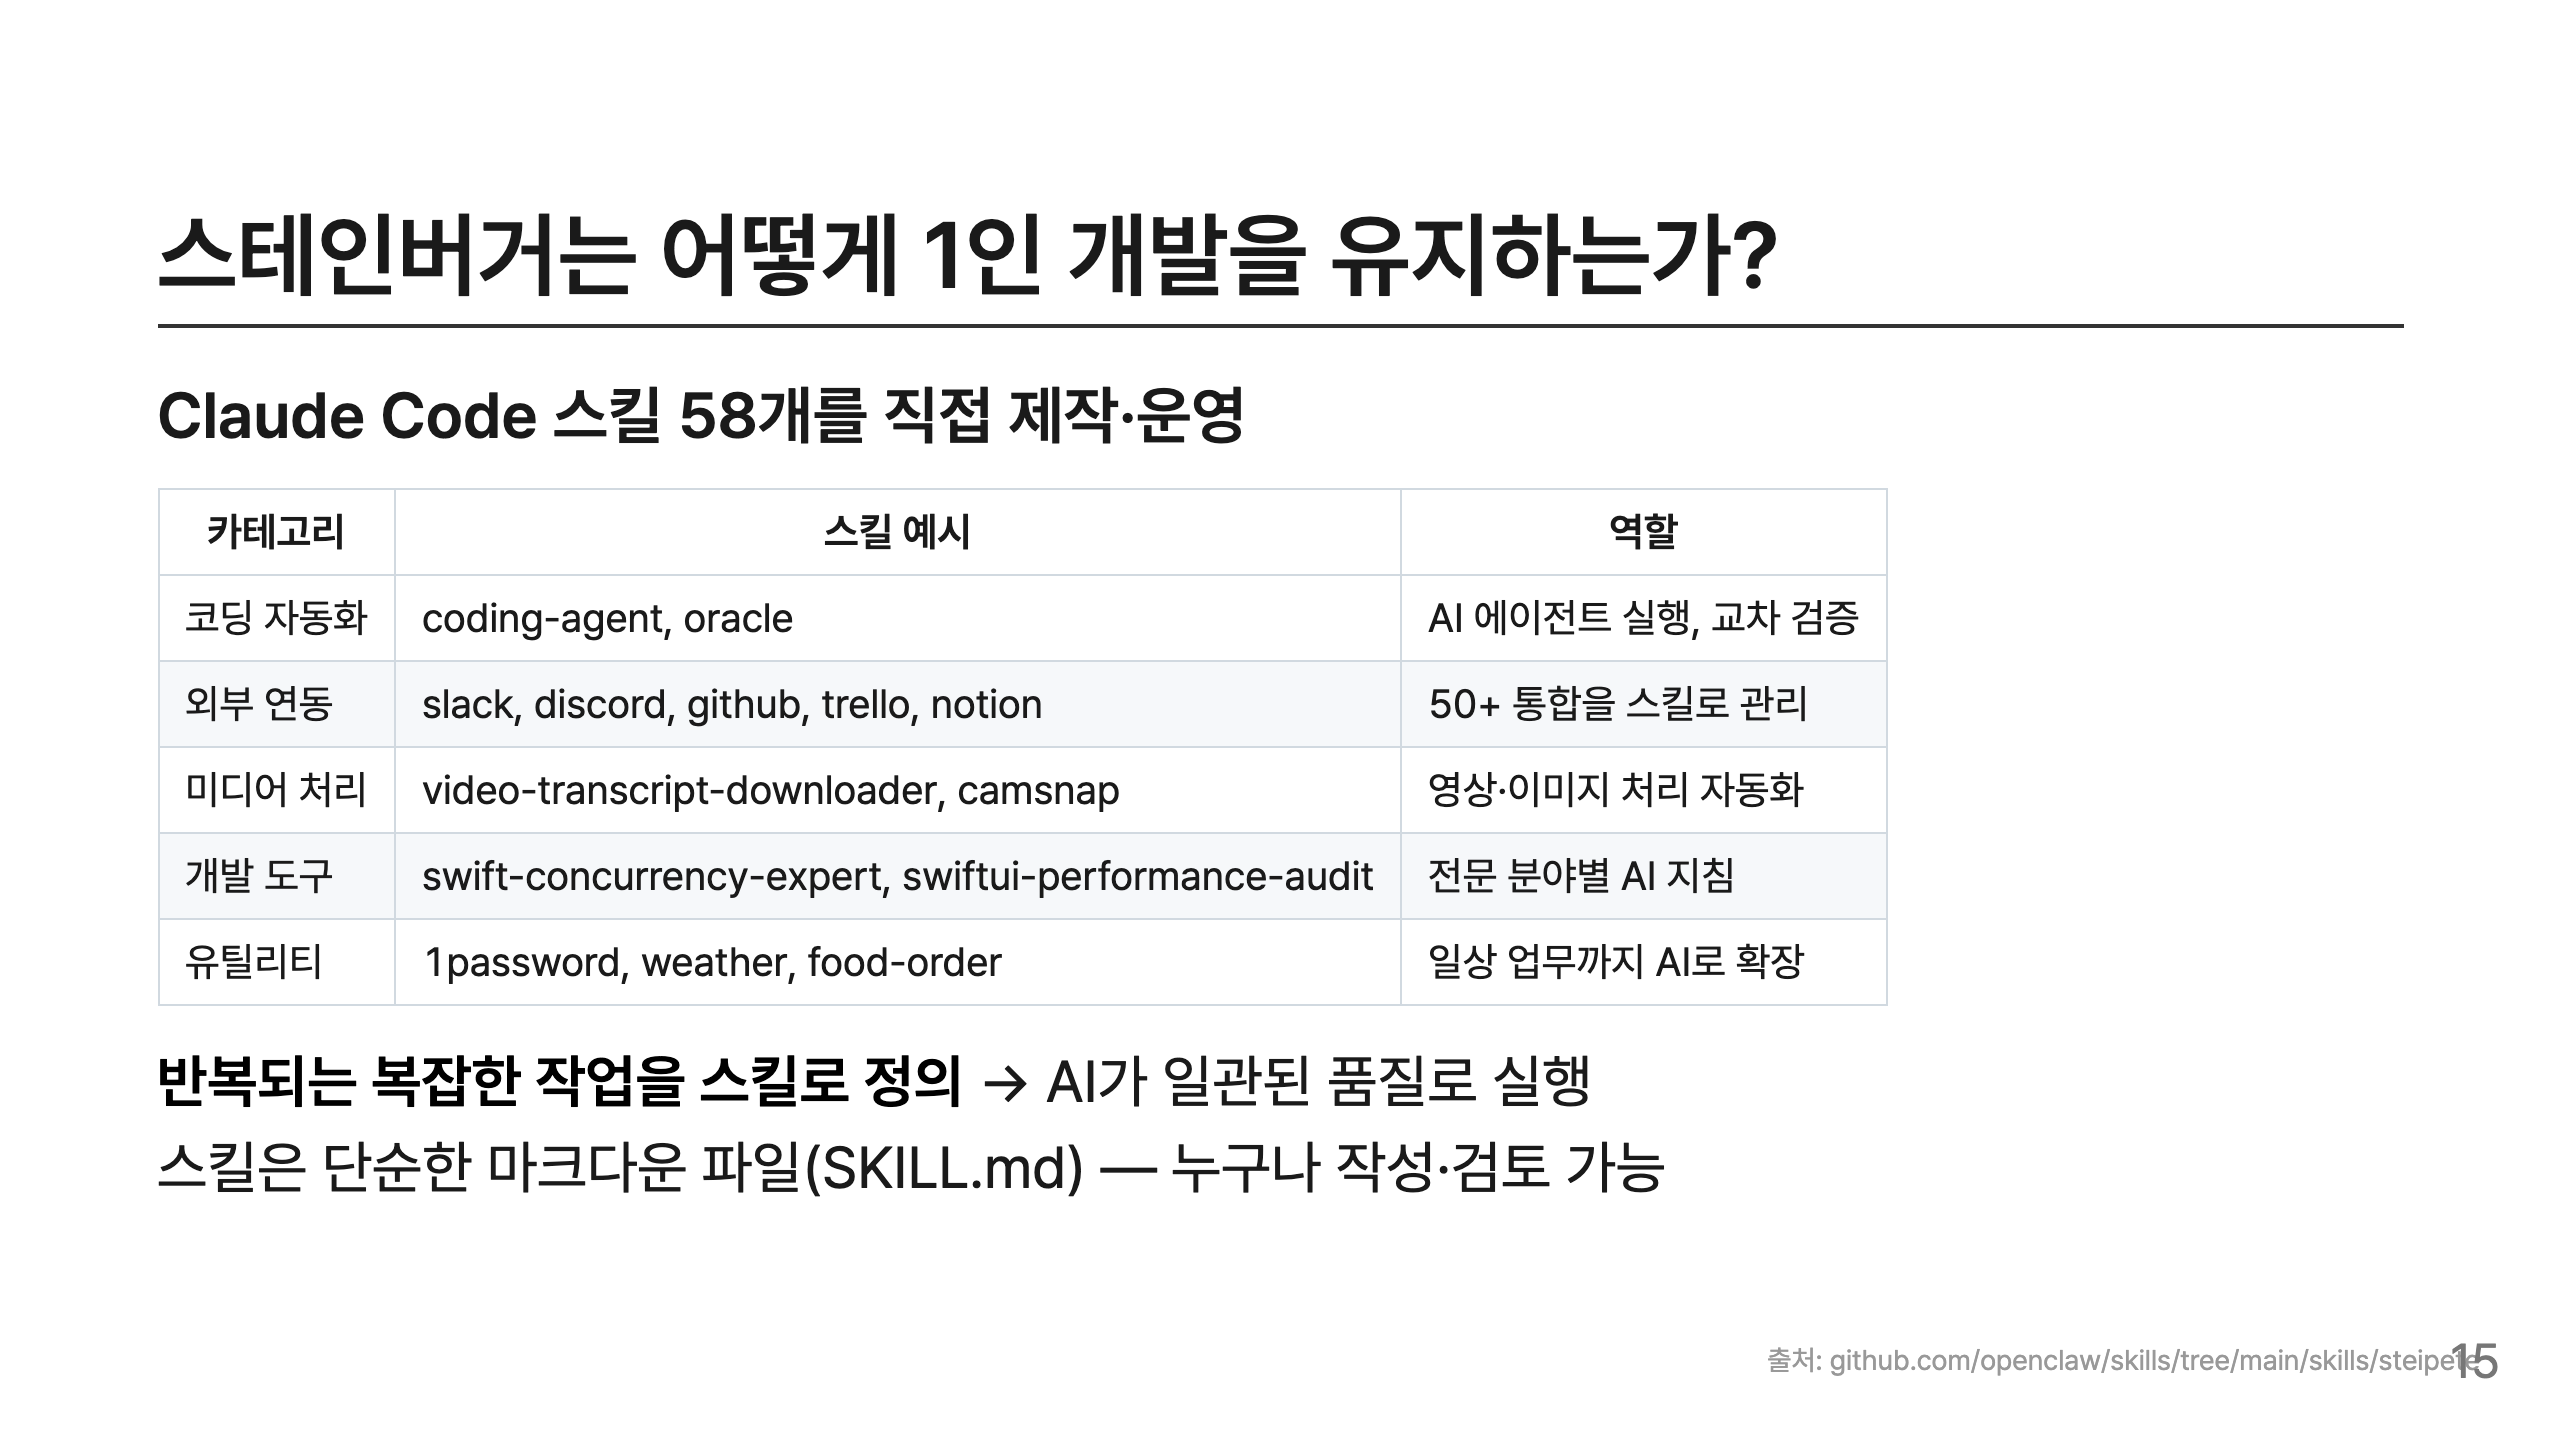 스테인버거는 어떻게 1인 개발을 유지하는가?
Claude Code 스킬 58개를 직접 제작·운영
카테고리 스킬 예시 역할
코딩 자동화 coding-agent, oracle AI 에이전트 실행, 교차 검증
외부 연동 slack, discord, github, trello, notion 50+ 통합을 스킬로 관리
미디어 처리 video-transcript-downloader, camsnap 영상·이미지 처리 자동화
개발 도구 swift-concurrency-expert, swiftui-performance-audit 전문 분야별 AI 지침
유틸리티 1password, weather, food-order 일상 업무까지 AI로 확장
반복되는 복잡한 작업을 스킬로 정의 → AI가 일관된 품질로 실행
스킬은 단순한 마크다운 파일(SKILL.md) — 누구나 작성·검토 가능
출처: github.com/openclaw/skills/tree/main/skills/steipete
15